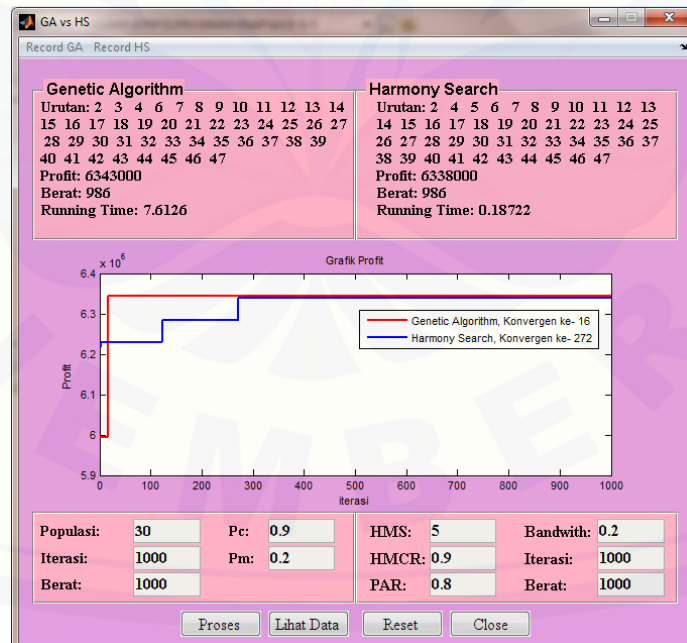 GA vs HS
Record GA Record HS
Genetic Algorithm
Urutan: 2 3 4 6 7 8 9 10 11 12 13 14
15 16 17 18 19 20 21 22 23 24 25 26 27
28 29 30 31 32 33 34 35 36 37 38 39
40 41 42 43 44 45 46 47
Profit: 6343000
Berat: 986
Running Time: 7.6126
Harmony Search
Urutan: 2 4 5 6 7 8 9 10 11 12 13
14 15 16 17 18 19 20 21 22 23 24 25
26 27 28 29 30 31 32 33 34 35 36 37
38 39 40 41 42 43 44 45 46 47
Profit: 6338000
Berat: 986
Running Time: 0.18722
Grafik Profit
x 10⁶
6.4
6.3
6.2
6.1
6
5.9
Profit
Genetic Algorithm, Konvergen ke- 16
Harmony Search, Konvergen ke- 272
0 100 200 300 400 500 600 700 800 900 1000
iterasi
Populasi: 30 Pc: 0.9
Iterasi: 1000 Pm: 0.2
Berat: 1000
HMS: 5 Bandwith: 0.2
HMCR: 0.9 Iterasi: 1000
PAR: 0.8 Berat: 1000
Proses Lihat Data Reset Close
EMBER